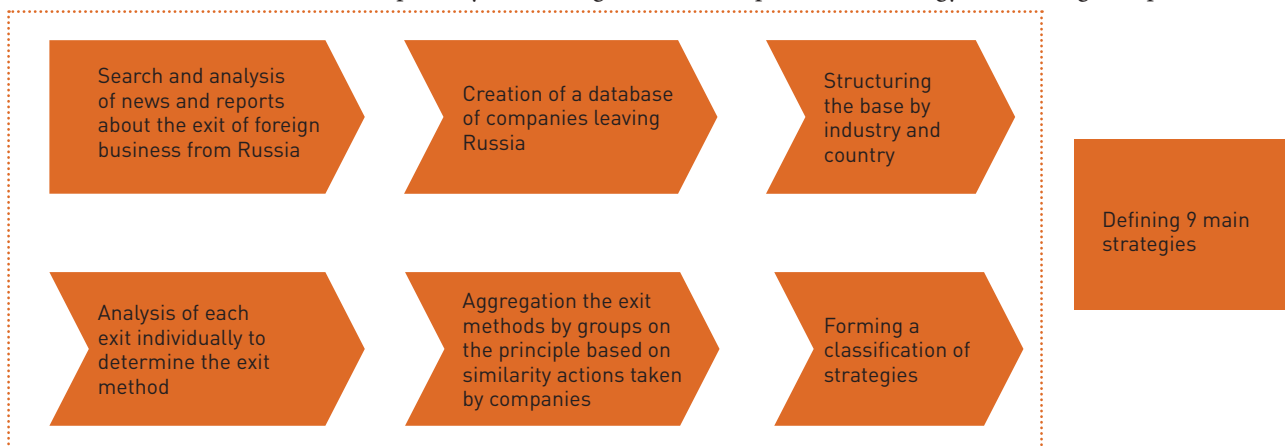 Search and analysis
of news and reports
about the exit of foreign
business from Russia
Creation of a database
of companies leaving
Russia
Structuring
the base by
industry and
country
Analysis of each
exit individually to
determine the exit
method
Aggregation the exit
methods by groups on
the principle based on
similarity actions taken
by companies
Forming a
classification of
strategies
Defining 9 main
strategies